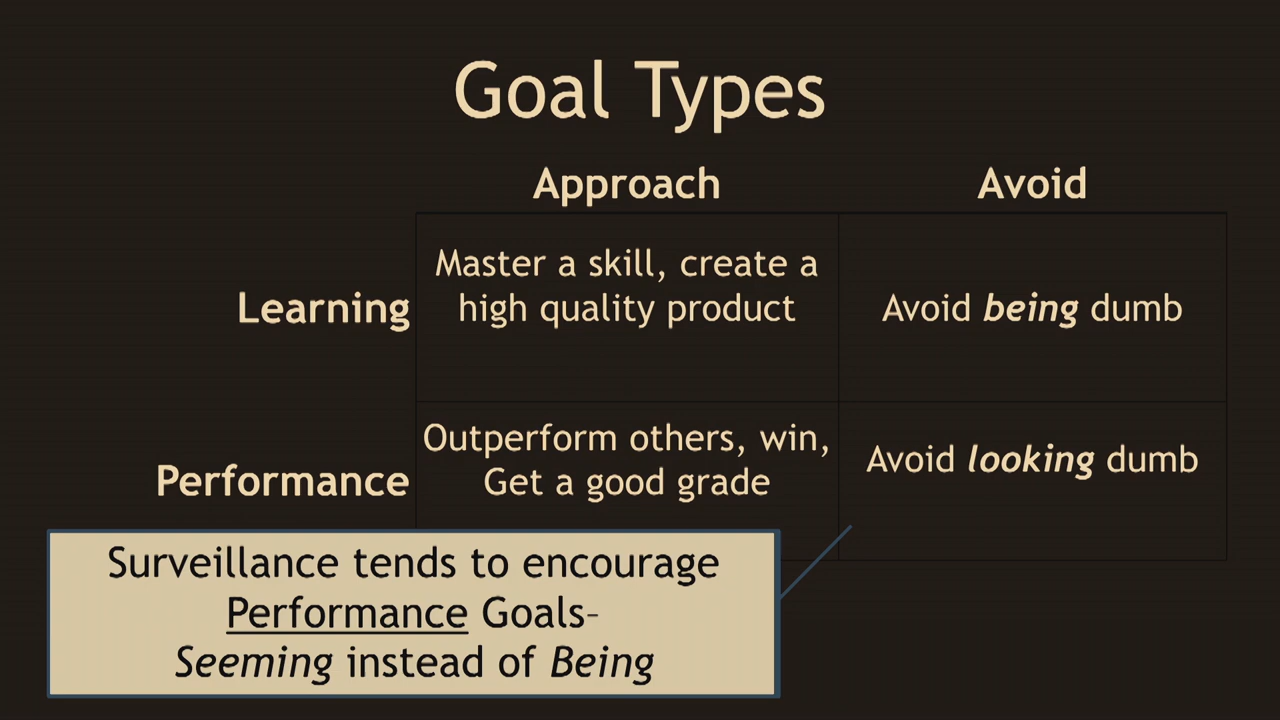 Goal Types
Approach
Avoid
Learning
Master a skill, create a
high quality product
Avoid being dumb
Performance
Outperform others, win,
Get a good grade
Avoid looking dumb
Surveillance tends to encourage
Performance Goals–
Seeming instead of Being